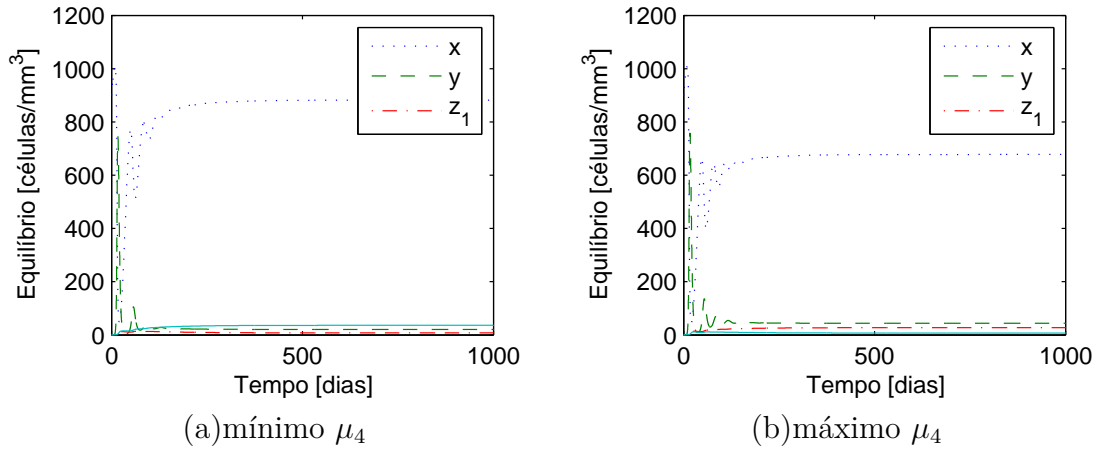 1200
1000
800
600
400
200
0
Equilíbrio [células/mm³]
x
y
z₁
0
500
1000
Tempo [dias]
(a)mínimo μ₄
1200
1000
800
600
400
200
0
Equilíbrio [células/mm³]
x
y
z₁
0
500
1000
Tempo [dias]
(b)máximo μ₄